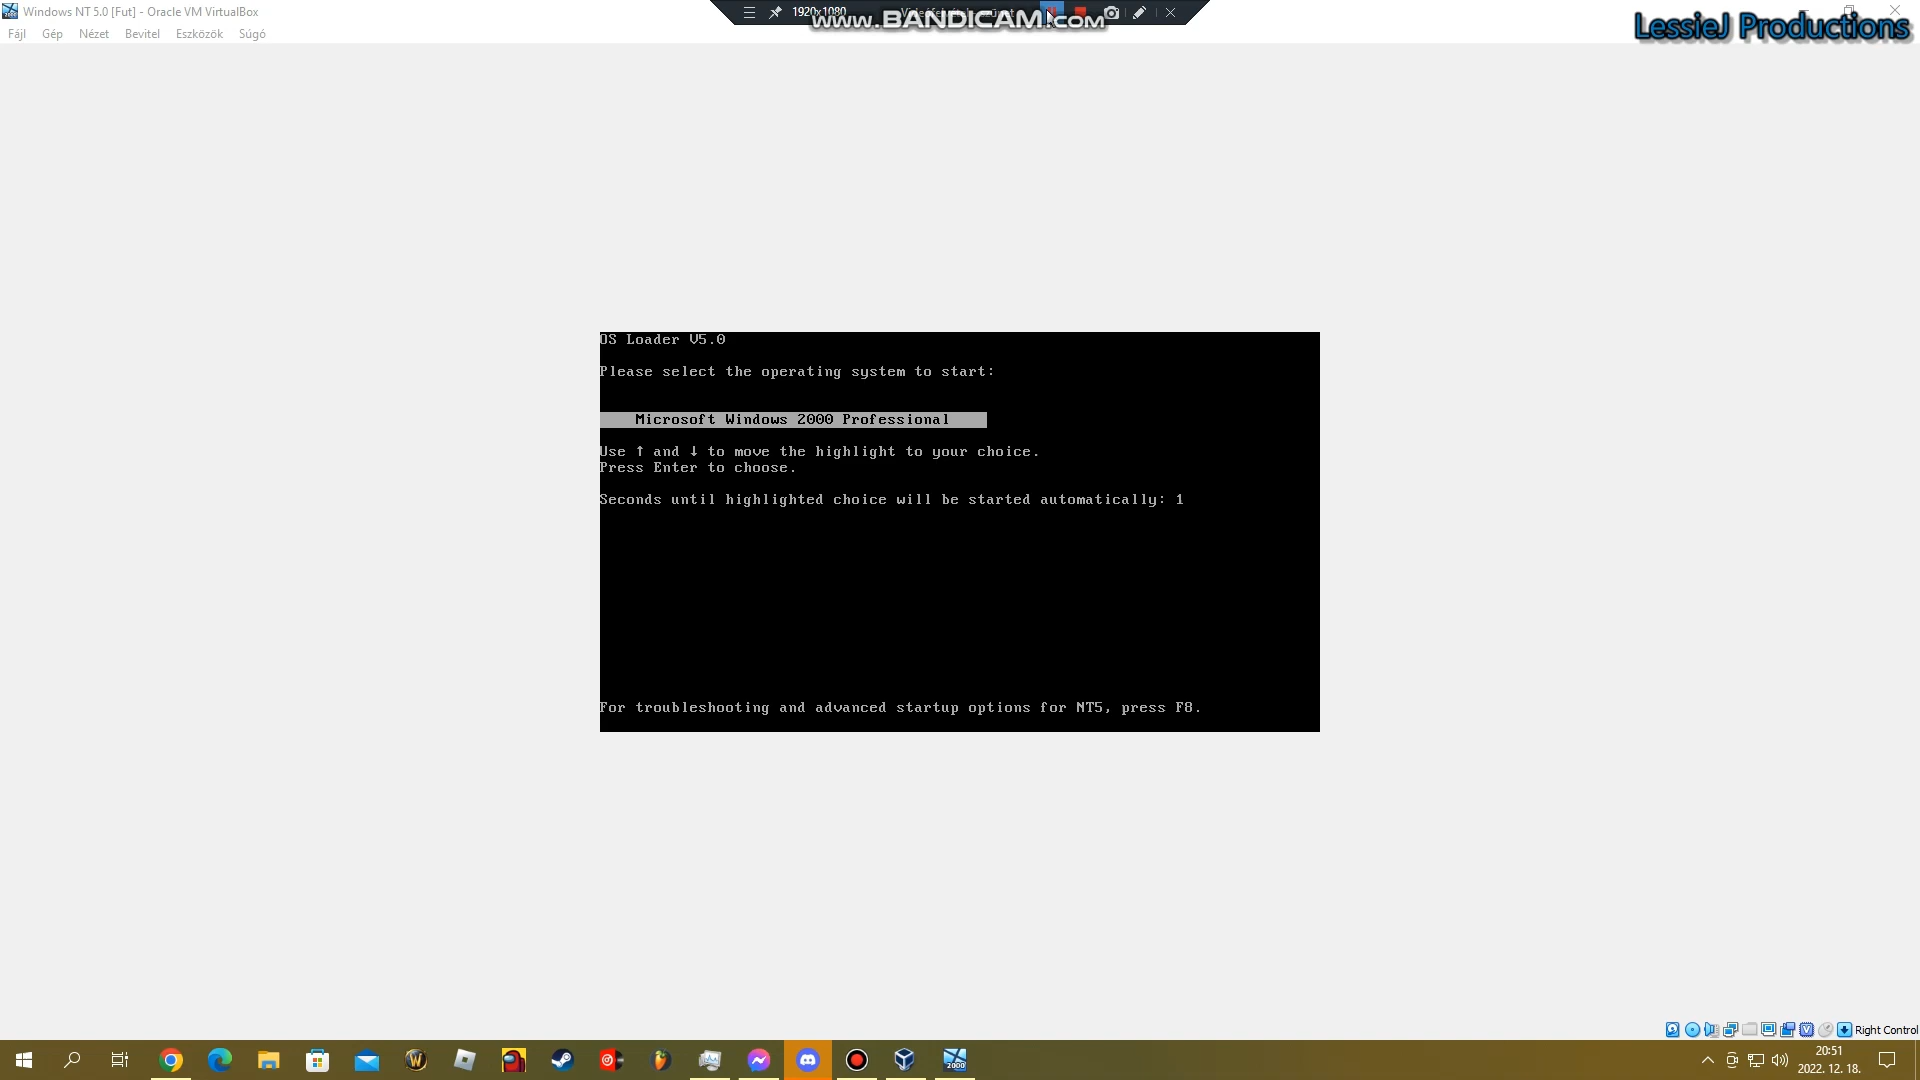 Windows NT 5.0 [Fut] - Oracle VM VirtualBox
1920x1080
www.BANDICAM.com
LessieJ Productions
Fájl Gép Nézet Bevitel Eszközök Súgó
OS Loader V5.0
Please select the operating system to start:
Microsoft Windows 2000 Professional
Use ↑ and ↓ to move the highlight to your choice.
Press Enter to choose.
Seconds until highlighted choice will be started automatically: 1
For troubleshooting and advanced startup options for NT5, press F8.
Right Control
2000
20:51
2022. 12. 18.